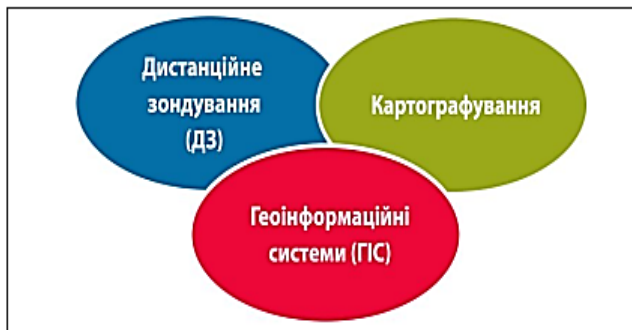 Дистанційне
зондування
(ДЗ)
Картографування
Геоінформаційні
системи (ГІС)